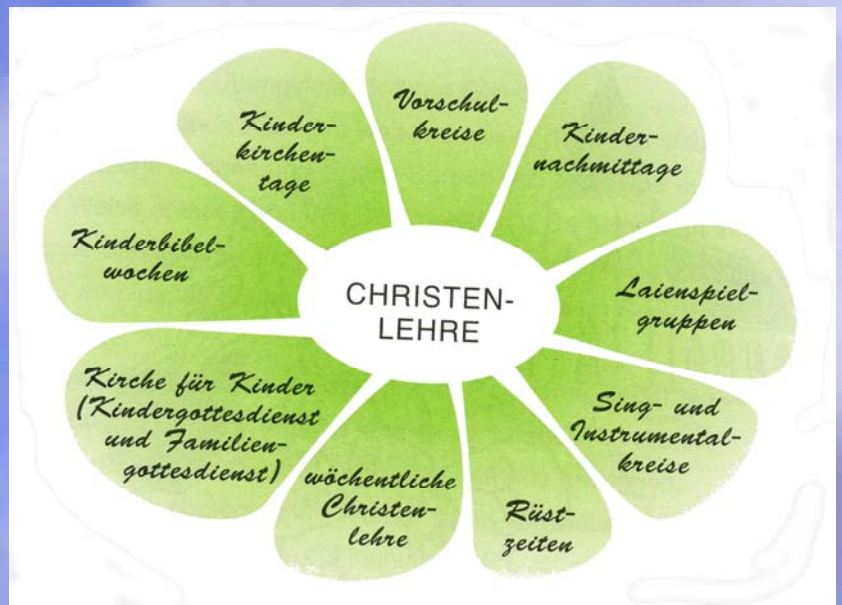 CHRISTEN-
LEHRE
Vorschul-
kreise
Kinder-
nachmittage
Laienspiel-
gruppen
Sing- und
Instrumental-
kreise
Rüst-
zeiten
wöchentliche
Christen-
lehre
Kirche für Kinder
(Kindergottesdienst
und Familien-
gottesdienst)
Kinderbibel-
wochen
Kinder-
kirchen-
tage